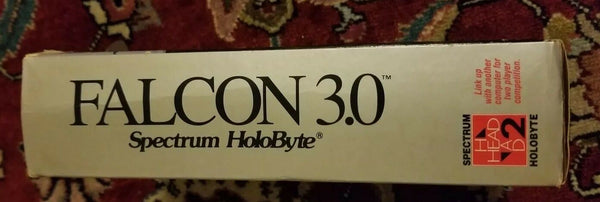 FALCON 3.0™
Spectrum HoloByte®
Link up
with another
computer for
two player
competition.
SPECTRUM
HEAD
2
HEAD
HOLOBYTE